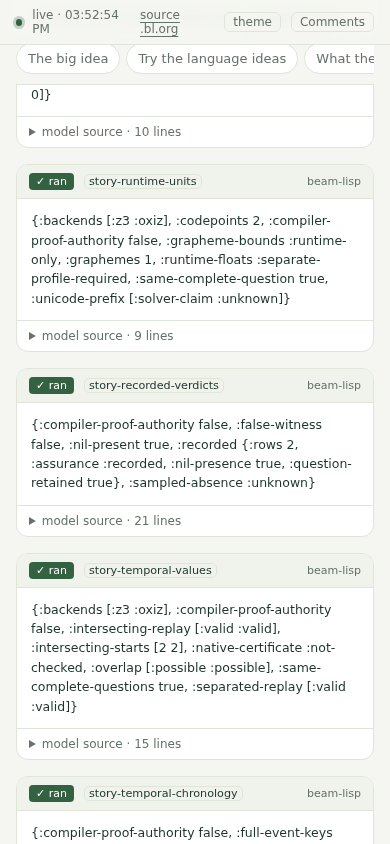 live · 03:52:54 PM
source.bl.org
theme
Comments
The big idea
Try the language ideas
What the
0]}
▶ model source · 10 lines
✓ ran
story-runtime-units
beam-lisp
{:backends [:z3 :oxiz], :codepoints 2, :compiler-
proof-authority false, :grapheme-bounds :runtime-
only, :graphemes 1, :runtime-floats :separate-
profile-required, :same-complete-question true,
:unicode-prefix [:solver-claim :unknown]}
▶ model source · 9 lines
✓ ran
story-recorded-verdicts
beam-lisp
{:compiler-proof-authority false, :false-witness
false, :nil-present true, :recorded {:rows 2,
:assurance :recorded, :nil-presence true, :question-
retained true}, :sampled-absence :unknown}
▶ model source · 21 lines
✓ ran
story-temporal-values
beam-lisp
{:backends [:z3 :oxiz], :compiler-proof-authority
false, :intersecting-replay [:valid :valid],
:intersecting-starts [2 2], :native-certificate :not-
checked, :overlap [:possible :possible], :same-
complete-questions true, :separated-replay [:valid
:valid]}
▶ model source · 15 lines
✓ ran
story-temporal-chronology
beam-lisp
{:compiler-proof-authority false, :full-event-keys